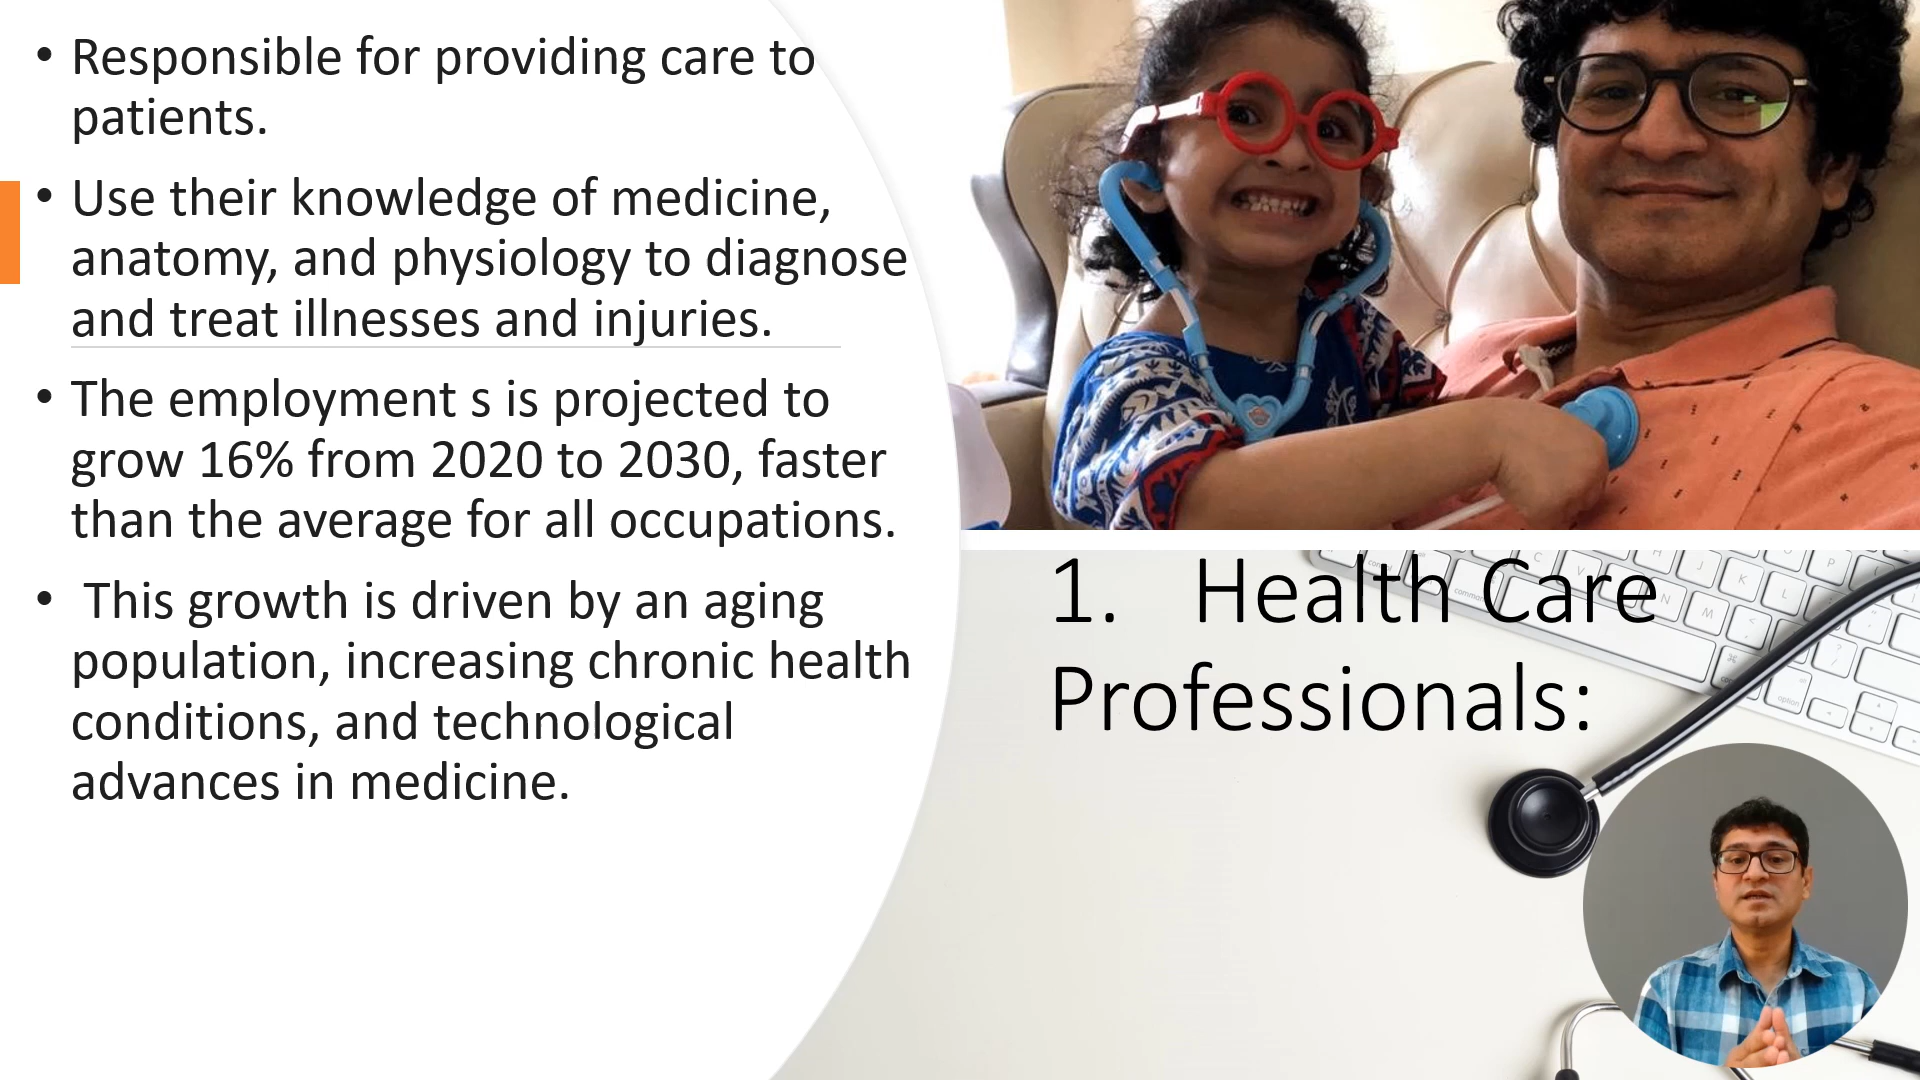 • Responsible for providing care to
patients.
• Use their knowledge of medicine,
anatomy, and physiology to diagnose
and treat illnesses and injuries.
• The employment s is projected to
grow 16% from 2020 to 2030, faster
than the average for all occupations.
• This growth is driven by an aging
population, increasing chronic health
conditions, and technological
advances in medicine.
1. Health Care
Professionals: